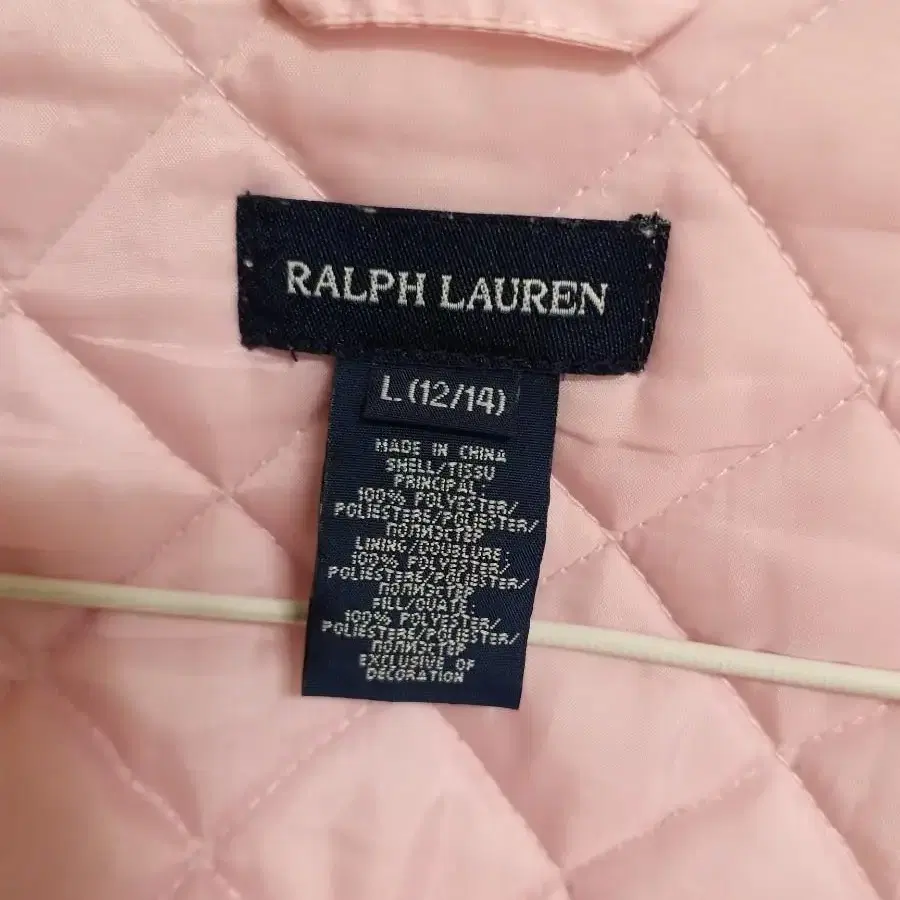 RALPH LAUREN
L (12/14)
MADE IN CHINA
SHELL/TISSU
PRINCIPAL:
100% POLYESTER/
POLIESTERE/POLIESTER/
ПОЛИЭСТЕР
LINING/DOUBLURE:
100% POLYESTER/
POLIESTERE/POLIESTER/
ПОЛИЭСТЕР
FILL/OUATE:
100% POLYESTER/
POLIESTERE/POLIESTER/
ПОЛИЭСТЕР
EXCLUSIVE OF
DECORATION